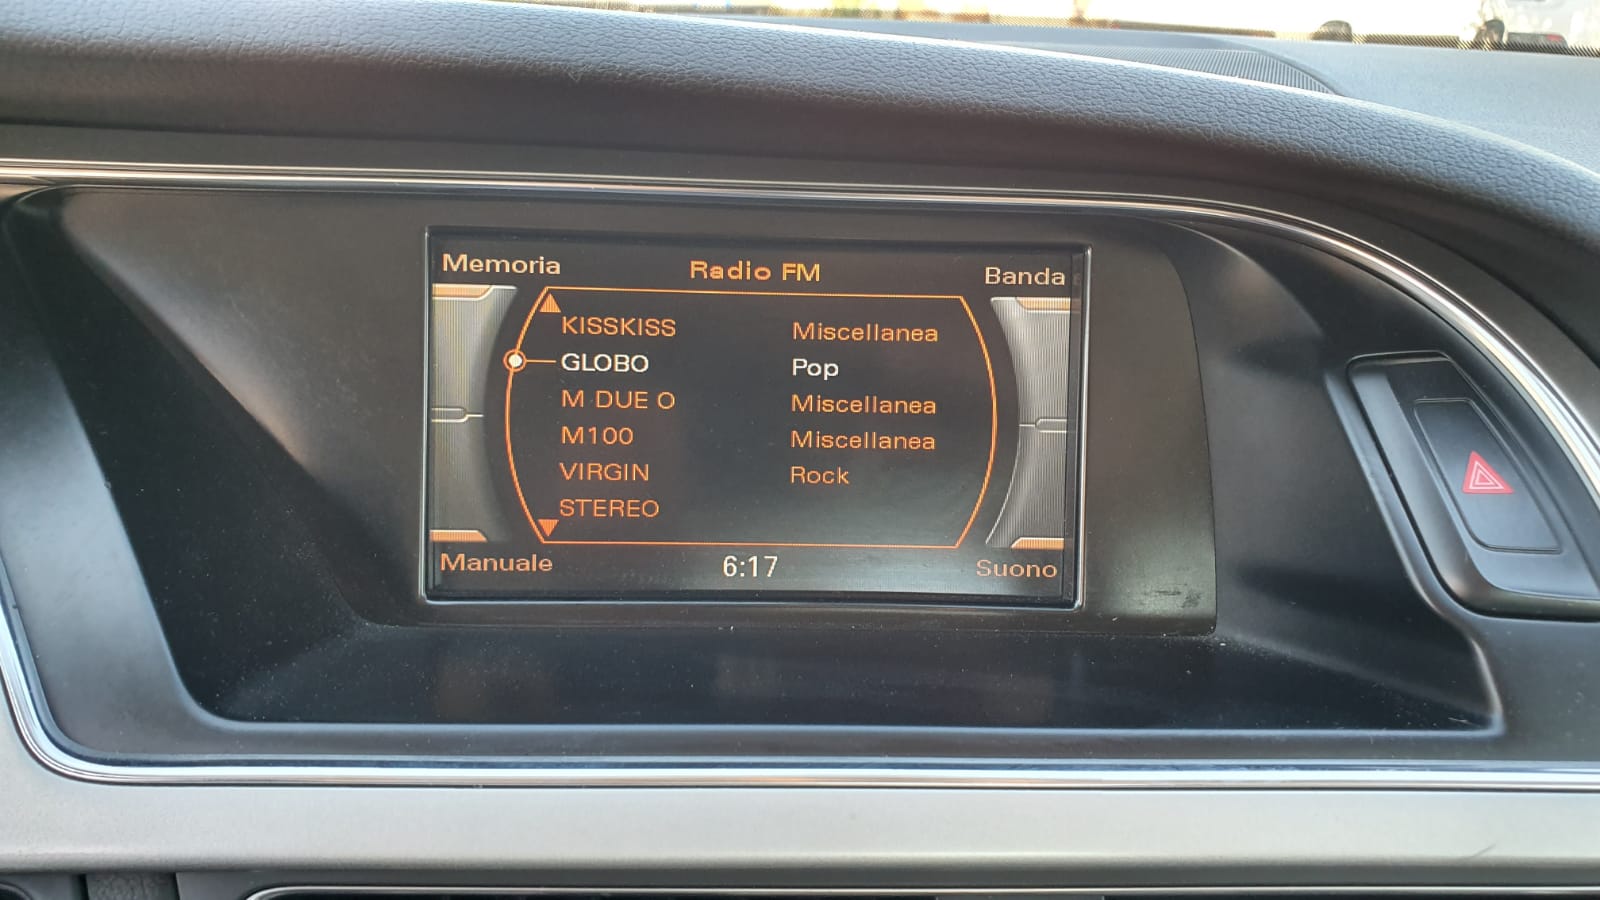 Memoria Radio FM Banda
KISSKISS Miscellanea
GLOBO Pop
M DUE O Miscellanea
M100 Miscellanea
VIRGIN Rock
STEREO
Manuale 6:17 Suono